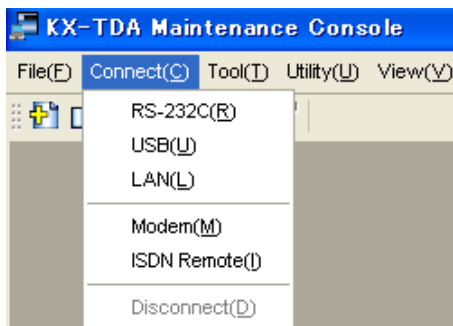 KX-TDA Maintenance Console
File(F) Connect(C) Tool(T) Utility(U) View(V)
RS-232C(R)
USB(U)
LAN(L)
Modem(M)
ISDN Remote(I)
Disconnect(D)